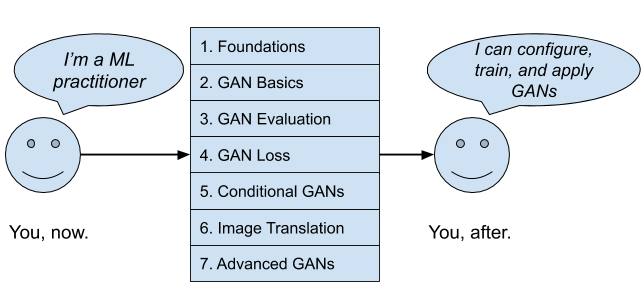 I'm a ML
practitioner
1. Foundations
2. GAN Basics
3. GAN Evaluation
4. GAN Loss
5. Conditional GANs
6. Image Translation
7. Advanced GANs
I can configure,
train, and apply
GANs
You, now.
You, after.